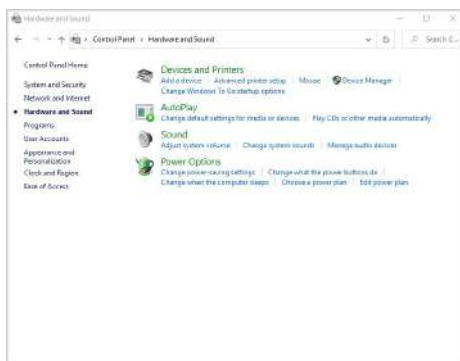 Hardware and Sound
Control Panel › Hardware and Sound
Search C...
Control Panel Home
System and Security
Network and Internet
Hardware and Sound
Programs
User Accounts
Appearance and
Personalization
Clock and Region
Ease of Access
Devices and Printers
Add a device Advanced printer setup Mouse Device Manager
Change Windows To Go startup options
AutoPlay
Change default settings for media or devices Play CDs or other media automatically
Sound
Adjust system volume Change system sounds Manage audio devices
Power Options
Change power-saving settings Change what the power buttons do
Change when the computer sleeps Choose a power plan Edit power plan